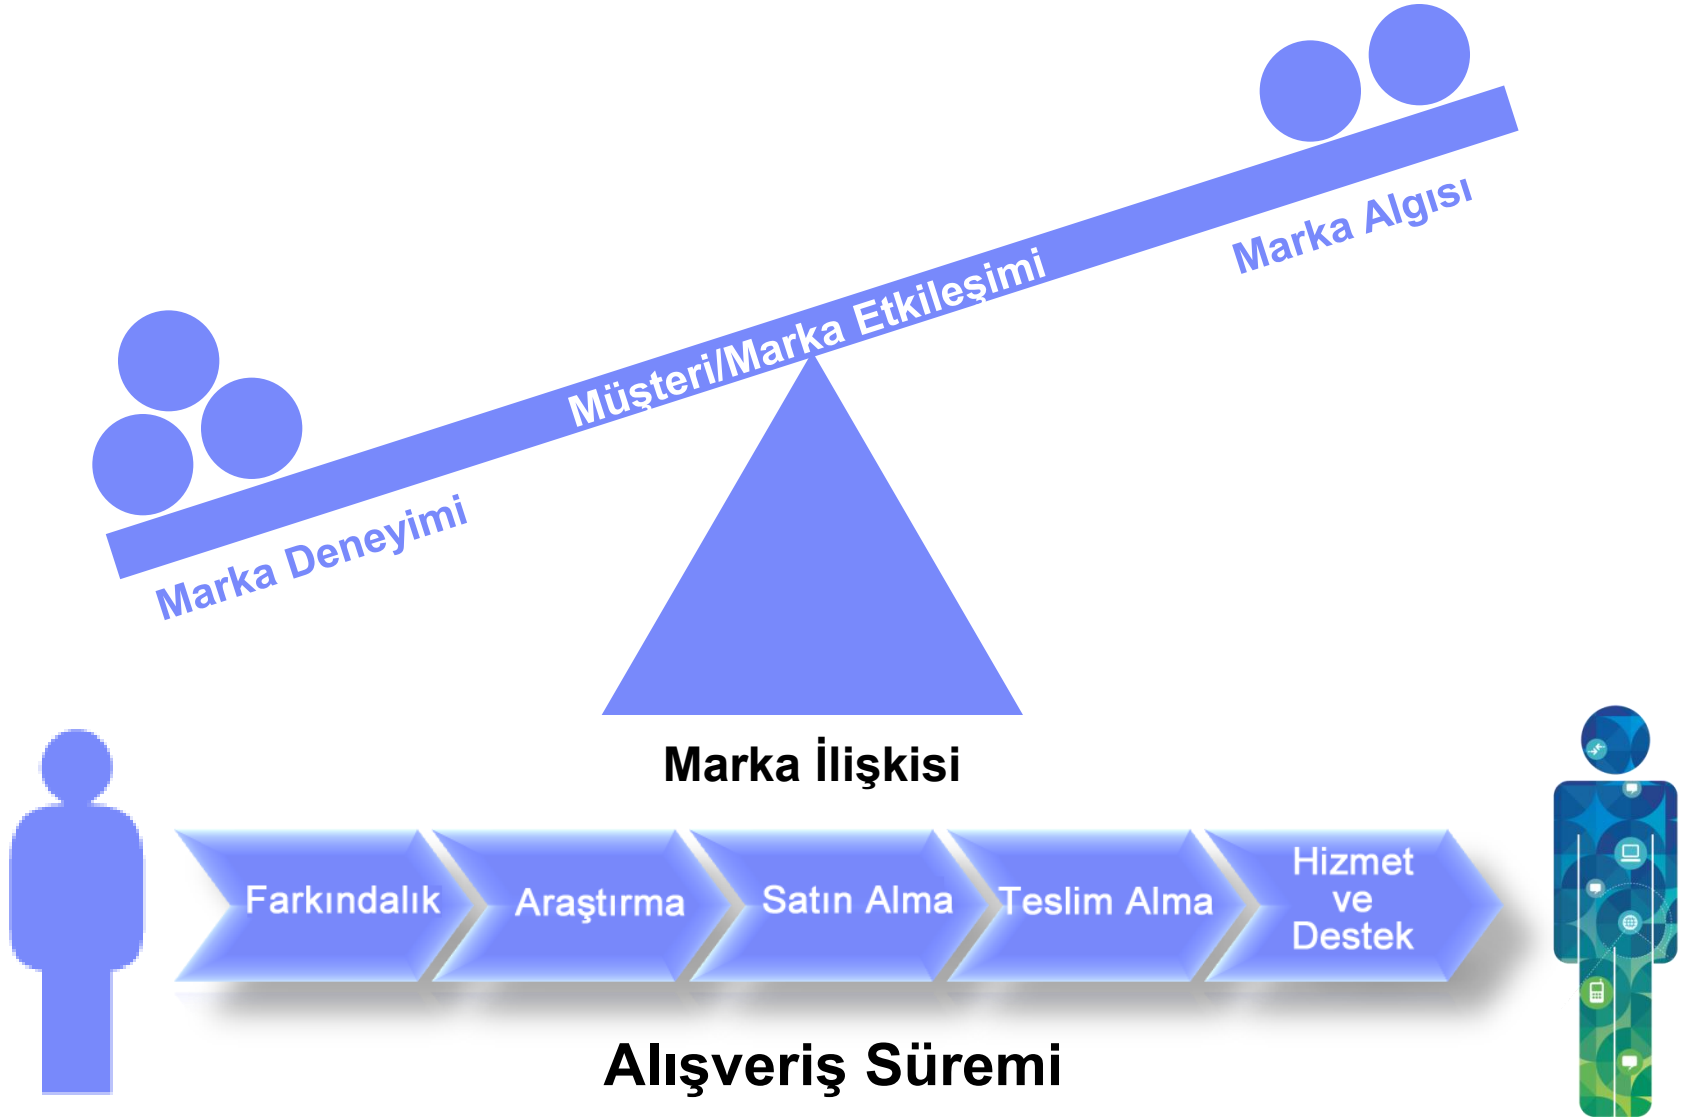 Marka Algısı
Müşteri/Marka Etkileşimi
Marka Deneyimi
Marka İlişkisi
Farkındalık
Araştırma
Satın Alma
Teslim Alma
Hizmet
ve
Destek
Alışveriş Süremi